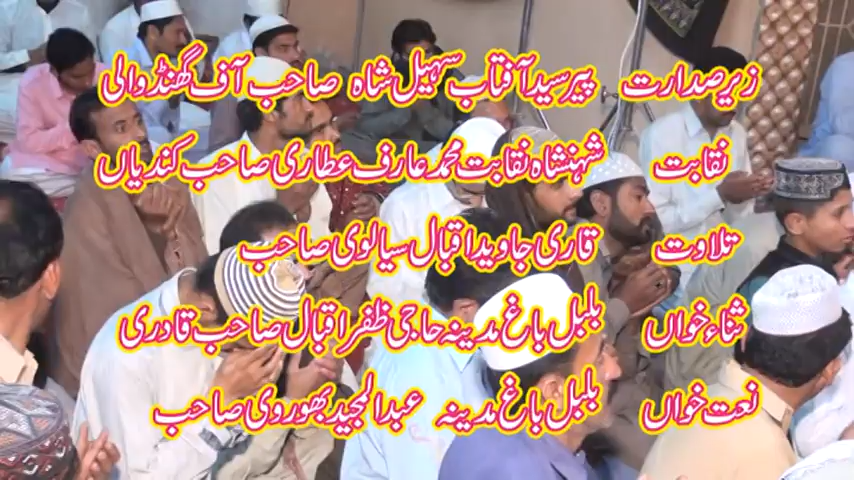 زیر صدارت پیر سید آفتاب سہیل شاہ صاحب آف گھنڈوالی
نقابت شہنشاہ نقابت محمد عارف عطاری صاحب کندیاں
تلاوت قاری جاوید اقبال سیالوی صاحب
ثناء خواں بلبل باغ مدینہ حاجی ظفر اقبال صاحب قادری
نعت خواں بلبل باغ مدینہ عبدالمجید بھوروی صاحب